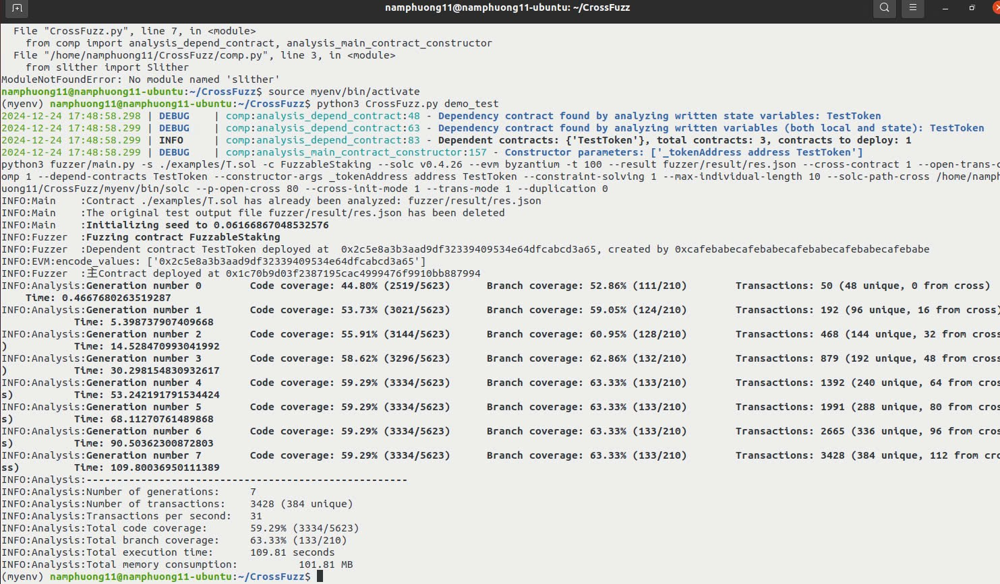 namphuong11@namphuong11-ubuntu: ~/CrossFuzz
  File "CrossFuzz.py", line 7, in <module>
    from comp import analysis_depend_contract, analysis_main_contract_constructor
  File "/home/namphuong11/CrossFuzz/comp.py", line 3, in <module>
    from slither import Slither
ModuleNotFoundError: No module named 'slither'
namphuong11@namphuong11-ubuntu:~/CrossFuzz$ source myenv/bin/activate
(myenv) namphuong11@namphuong11-ubuntu:~/CrossFuzz$ python3 CrossFuzz.py demo_test
2024-12-24 17:48:58.298 | DEBUG    | comp:analysis_depend_contract:48 - Dependency contract found by analyzing written state variables: TestToken
2024-12-24 17:48:58.299 | DEBUG    | comp:analysis_depend_contract:63 - Dependency contract found by analyzing written variables (both local and state): TestToken
2024-12-24 17:48:58.299 | INFO     | comp:analysis_depend_contract:83 - Dependent contracts: {'TestToken'}, total contracts: 3, contracts to deploy: 1
2024-12-24 17:48:58.299 | DEBUG    | comp:analysis_main_contract_constructor:157 - Constructor parameters: ['_tokenAddress address TestToken']
python3 fuzzer/main.py -s ./examples/T.sol -c FuzzableStaking --solc v0.4.26 --evm byzantium -t 100 --result fuzzer/result/res.json --cross-contract 1 --open-trans-c
omp 1 --depend-contracts TestToken --constructor-args _tokenAddress address TestToken --constraint-solving 1 --max-individual-length 10 --solc-path-cross /home/namph
uong11/CrossFuzz/myenv/bin/solc --p-open-cross 80 --cross-init-mode 1 --trans-mode 1 --duplication 0
INFO:Main    :Contract ./examples/T.sol has already been analyzed: fuzzer/result/res.json
INFO:Main    :The original test output file fuzzer/result/res.json has been deleted
INFO:Main    :Initializing seed to 0.06166867048532576
INFO:Fuzzer  :Fuzzing contract FuzzableStaking
INFO:Fuzzer  :Dependent contract TestToken deployed at  0x2c5e8a3b3aad9df32339409534e64dfcabcd3a65, created by 0xcafebabecafebabecafebabecafebabecafebabe
INFO:EVM:encode_values: ['0x2c5e8a3b3aad9df32339409534e64dfcabcd3a65']
INFO:Fuzzer  :主Contract deployed at 0x1c70b9d03f2387195cac4999476f9910bb887994
INFO:Analysis:Generation number 0        Code coverage: 44.80% (2519/5623)      Branch coverage: 52.86% (111/210)        Transactions: 50 (48 unique, 0 from cross)
    Time: 0.4667680263519287
INFO:Analysis:Generation number 1        Code coverage: 53.73% (3021/5623)      Branch coverage: 59.05% (124/210)        Transactions: 192 (96 unique, 16 from cross)
            Time: 5.398737907409668
INFO:Analysis:Generation number 2        Code coverage: 55.91% (3144/5623)      Branch coverage: 60.95% (128/210)        Transactions: 468 (144 unique, 32 from cross
)           Time: 14.528470993041992
INFO:Analysis:Generation number 3        Code coverage: 58.62% (3296/5623)      Branch coverage: 62.86% (132/210)        Transactions: 879 (192 unique, 48 from cross
)           Time: 30.298154830932617
INFO:Analysis:Generation number 4        Code coverage: 59.29% (3334/5623)      Branch coverage: 63.33% (133/210)        Transactions: 1392 (240 unique, 64 from cros
s)          Time: 53.242191791534424
INFO:Analysis:Generation number 5        Code coverage: 59.29% (3334/5623)      Branch coverage: 63.33% (133/210)        Transactions: 1991 (288 unique, 80 from cros
s)          Time: 68.11270761489868
INFO:Analysis:Generation number 6        Code coverage: 59.29% (3334/5623)      Branch coverage: 63.33% (133/210)        Transactions: 2665 (336 unique, 96 from cros
s)          Time: 90.50362300872803
INFO:Analysis:Generation number 7        Code coverage: 59.29% (3334/5623)      Branch coverage: 63.33% (133/210)        Transactions: 3428 (384 unique, 112 from cro
ss)         Time: 109.80036950111389
INFO:Analysis:-----------------------------------------------------
INFO:Analysis:Number of generations:     7
INFO:Analysis:Number of transactions:    3428 (384 unique)
INFO:Analysis:Transactions per second:   31
INFO:Analysis:Total code coverage:       59.29% (3334/5623)
INFO:Analysis:Total branch coverage:     63.33% (133/210)
INFO:Analysis:Total execution time:      109.81 seconds
INFO:Analysis:Total memory consumption:          101.81 MB
(myenv) namphuong11@namphuong11-ubuntu:~/CrossFuzz$